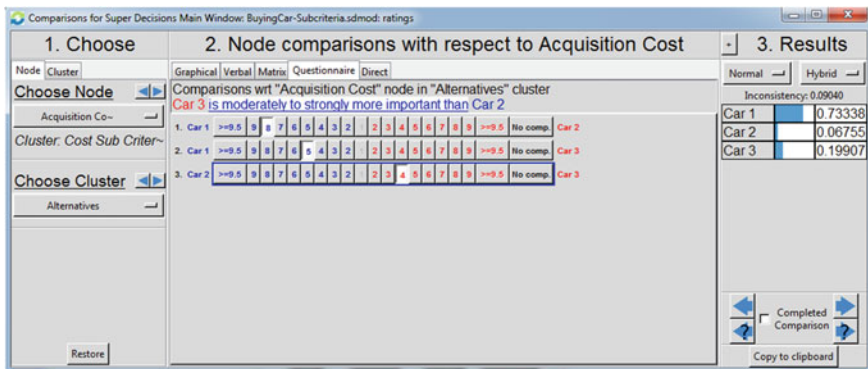 Comparisons for Super Decisions Main Window: BuyingCar-Subcriteria.sdmod: ratings
1. Choose
2. Node comparisons with respect to Acquisition Cost
+ 3. Results
Node Cluster
Graphical Verbal Matrix Questionnaire Direct
Normal Hybrid
Choose Node
Comparisons wrt "Acquisition Cost" node in "Alternatives" cluster
Car 3 is moderately to strongly more important than Car 2
Inconsistency: 0.09040
Acquisition Co~
Cluster: Cost Sub Criter~
1. Car 1 >=9.5 9 8 7 6 5 4 3 2 1 2 3 4 5 6 7 8 9 >=9.5 No comp. Car 2
2. Car 1 >=9.5 9 8 7 6 5 4 3 2 1 2 3 4 5 6 7 8 9 >=9.5 No comp. Car 3
3. Car 2 >=9.5 9 8 7 6 5 4 3 2 1 2 3 4 5 6 7 8 9 >=9.5 No comp. Car 3
Car 1 0.73338
Car 2 0.06755
Car 3 0.19907
Choose Cluster
Alternatives
Restore
Completed
Comparison
? ?
Copy to clipboard